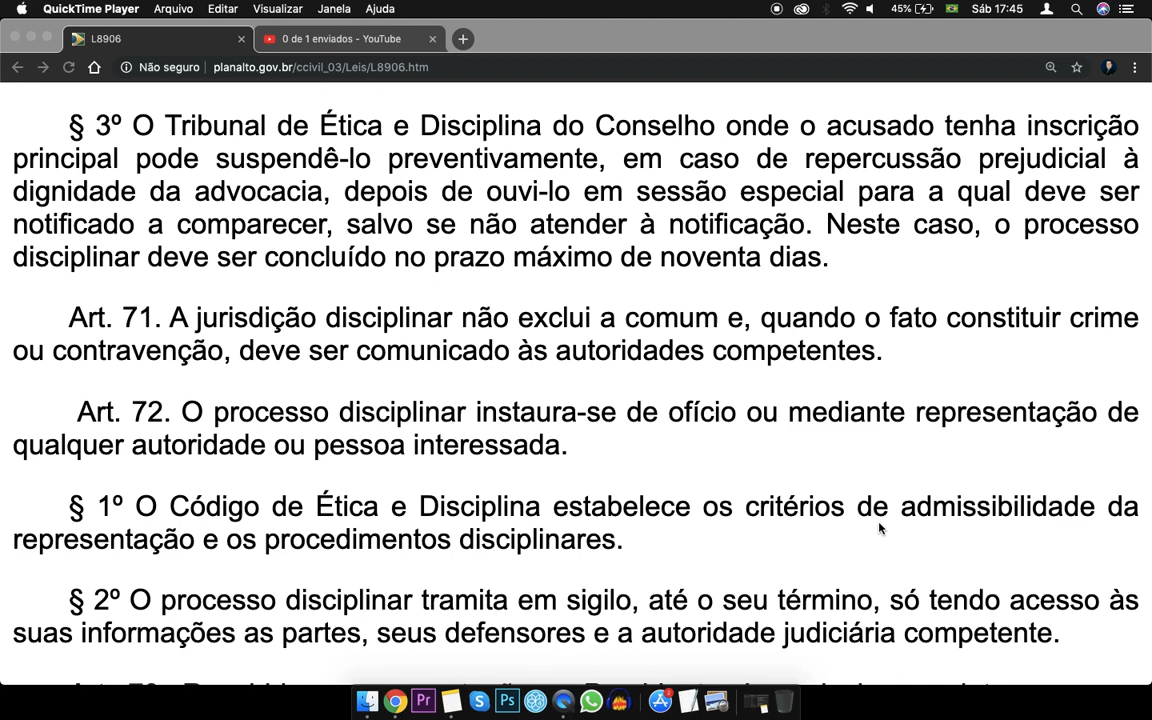 QuickTime Player Arquivo Editar Visualizar Janela Ajuda 45% Sáb 17:45
L8906 0 de 1 enviados - YouTube
Não seguro planalto.gov.br/ccivil_03/Leis/L8906.htm
§ 3º O Tribunal de Ética e Disciplina do Conselho onde o acusado tenha inscrição
principal pode suspendê-lo preventivamente, em caso de repercussão prejudicial à
dignidade da advocacia, depois de ouvi-lo em sessão especial para a qual deve ser
notificado a comparecer, salvo se não atender à notificação. Neste caso, o processo
disciplinar deve ser concluído no prazo máximo de noventa dias.
Art. 71. A jurisdição disciplinar não exclui a comum e, quando o fato constituir crime
ou contravenção, deve ser comunicado às autoridades competentes.
Art. 72. O processo disciplinar instaura-se de ofício ou mediante representação de
qualquer autoridade ou pessoa interessada.
§ 1º O Código de Ética e Disciplina estabelece os critérios de admissibilidade da
representação e os procedimentos disciplinares.
§ 2º O processo disciplinar tramita em sigilo, até o seu término, só tendo acesso às
suas informações as partes, seus defensores e a autoridade judiciária competente.
Pr Ps